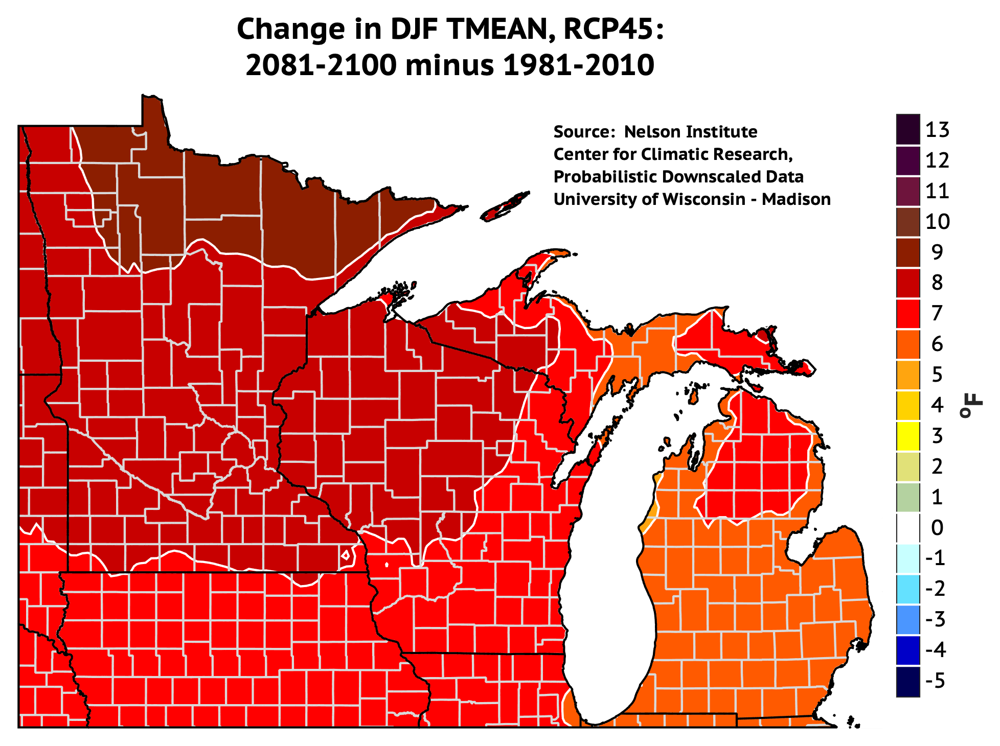 Change in DJF TMEAN, RCP45:
2081-2100 minus 1981-2010
Source:  Nelson Institute
Center for Climatic Research,
Probabilistic Downscaled Data
University of Wisconsin - Madison
13
12
11
10
9
8
7
6
5
4
3
2
1
0
-1
-2
-3
-4
-5
ºF